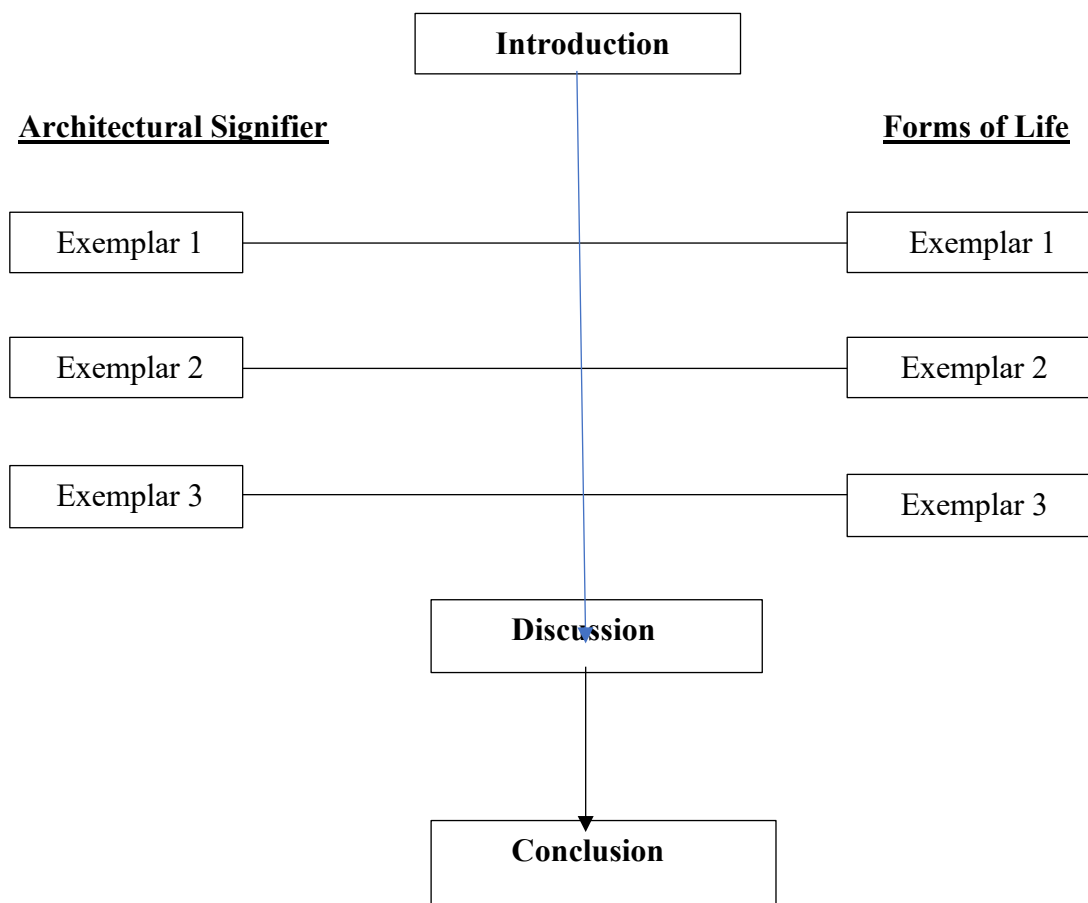 Introduction
Architectural Signifier
Forms of Life
Exemplar 1
Exemplar 1
Exemplar 2
Exemplar 2
Exemplar 3
Exemplar 3
Discussion
Conclusion